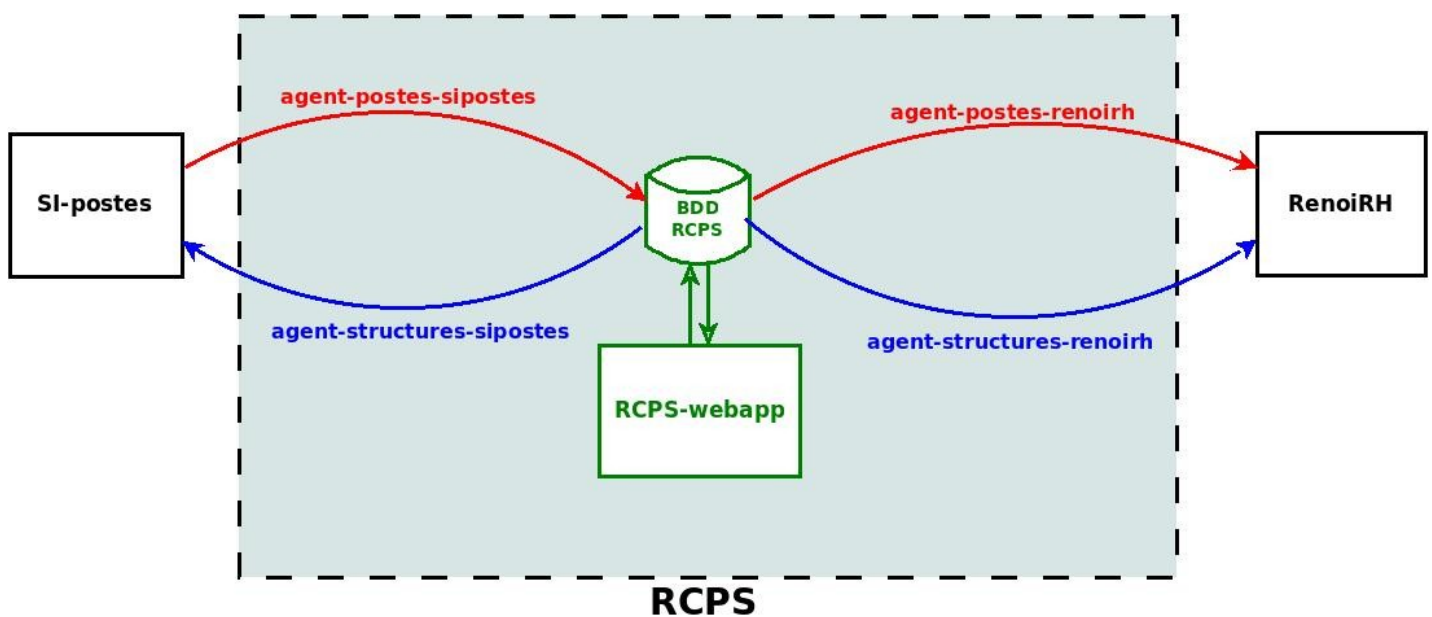 agent-postes-sipostes
agent-postes-renoirh
SI-postes
BDD
RCPS
RenoiRH
agent-structures-sipostes
agent-structures-renoirh
RCPS-webapp
RCPS